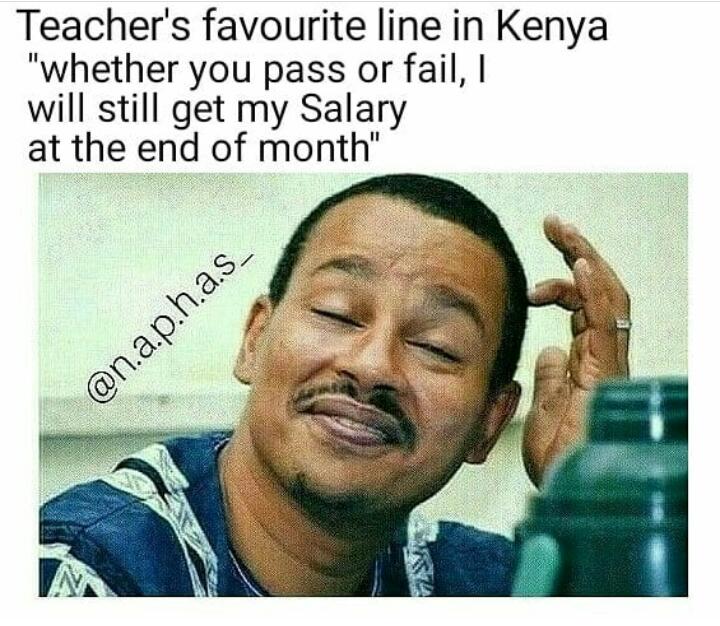 Teacher's favourite line in Kenya
"whether you pass or fail, I
will still get my Salary
at the end of month"
@n.a.p.h.a.s_